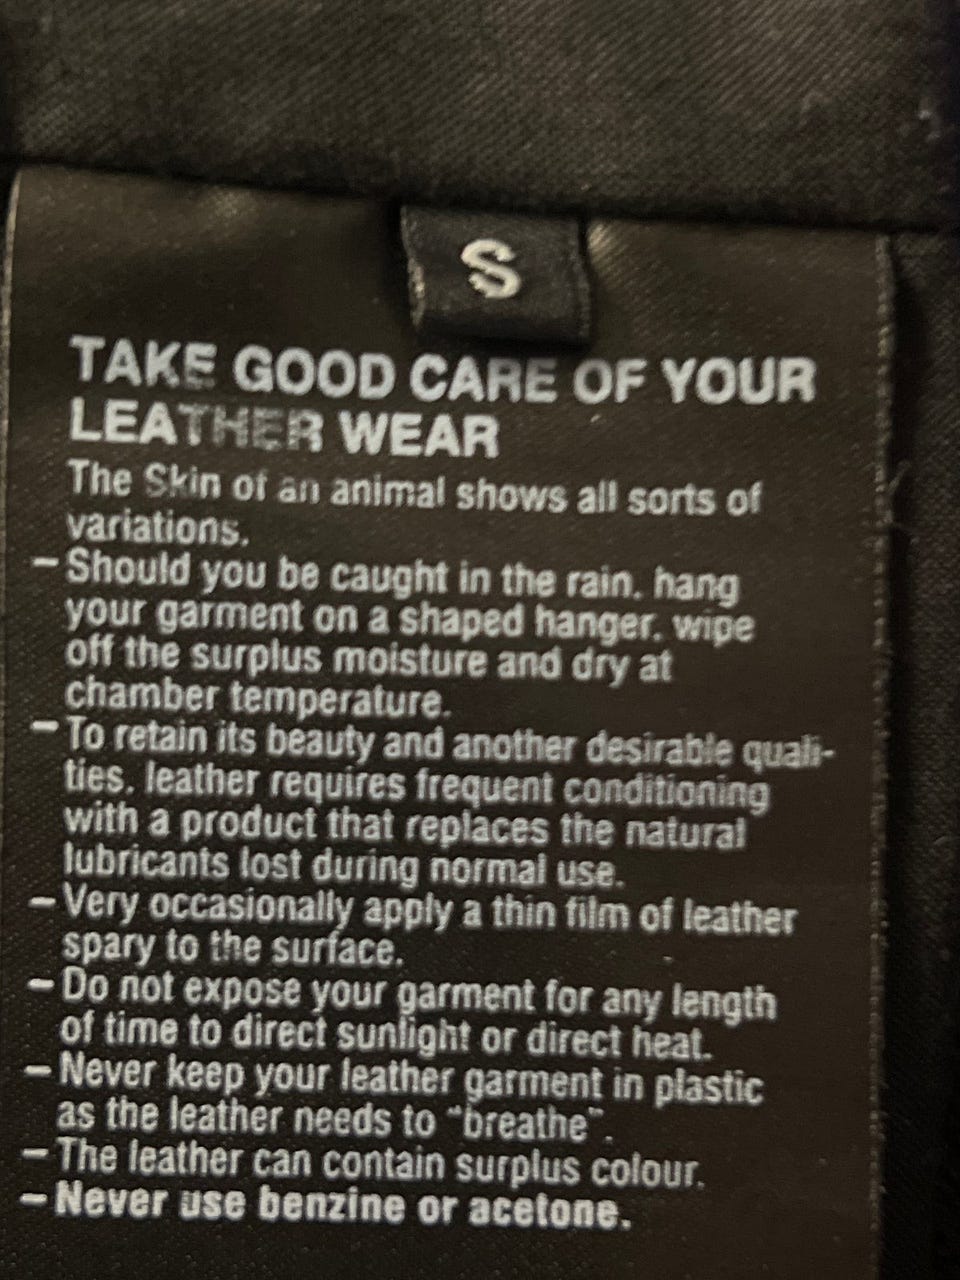 S
TAKE GOOD CARE OF YOUR
LEATHER WEAR
The Skin of an animal shows all sorts of
variations.
- Should you be caught in the rain. hang
your garment on a shaped hanger. wipe
off the surplus moisture and dry at
chamber temperature.
- To retain its beauty and another desirable quali-
ties. leather requires frequent conditioning
with a product that replaces the natural
lubricants lost during normal use.
- Very occasionally apply a thin film of leather
spary to the surface.
- Do not expose your garment for any length
of time to direct sunlight or direct heat.
- Never keep your leather garment in plastic
as the leather needs to "breathe".
- The leather can contain surplus colour.
- Never use benzine or acetone.